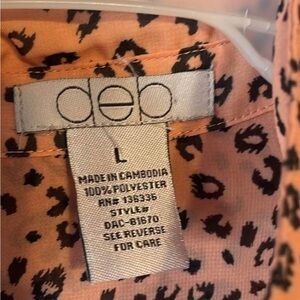 deb
L
MADE IN CAMBODIA
100% POLYESTER
RN# 136336
STYLE#
DAC-81670
SEE REVERSE
FOR CARE